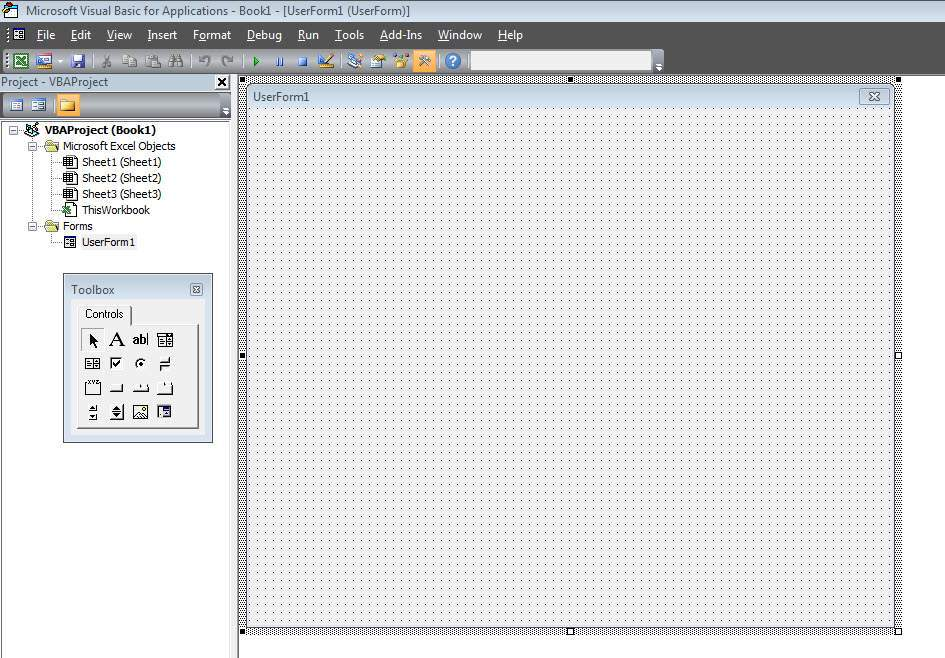 Microsoft Visual Basic for Applications - Book1 - [UserForm1 (UserForm)]
File Edit View Insert Format Debug Run Tools Add-Ins Window Help
Project - VBAProject
UserForm1
VBAProject (Book1)
Microsoft Excel Objects
Sheet1 (Sheet1)
Sheet2 (Sheet2)
Sheet3 (Sheet3)
ThisWorkbook
Forms
UserForm1
Toolbox
Controls
A ab|
xyz